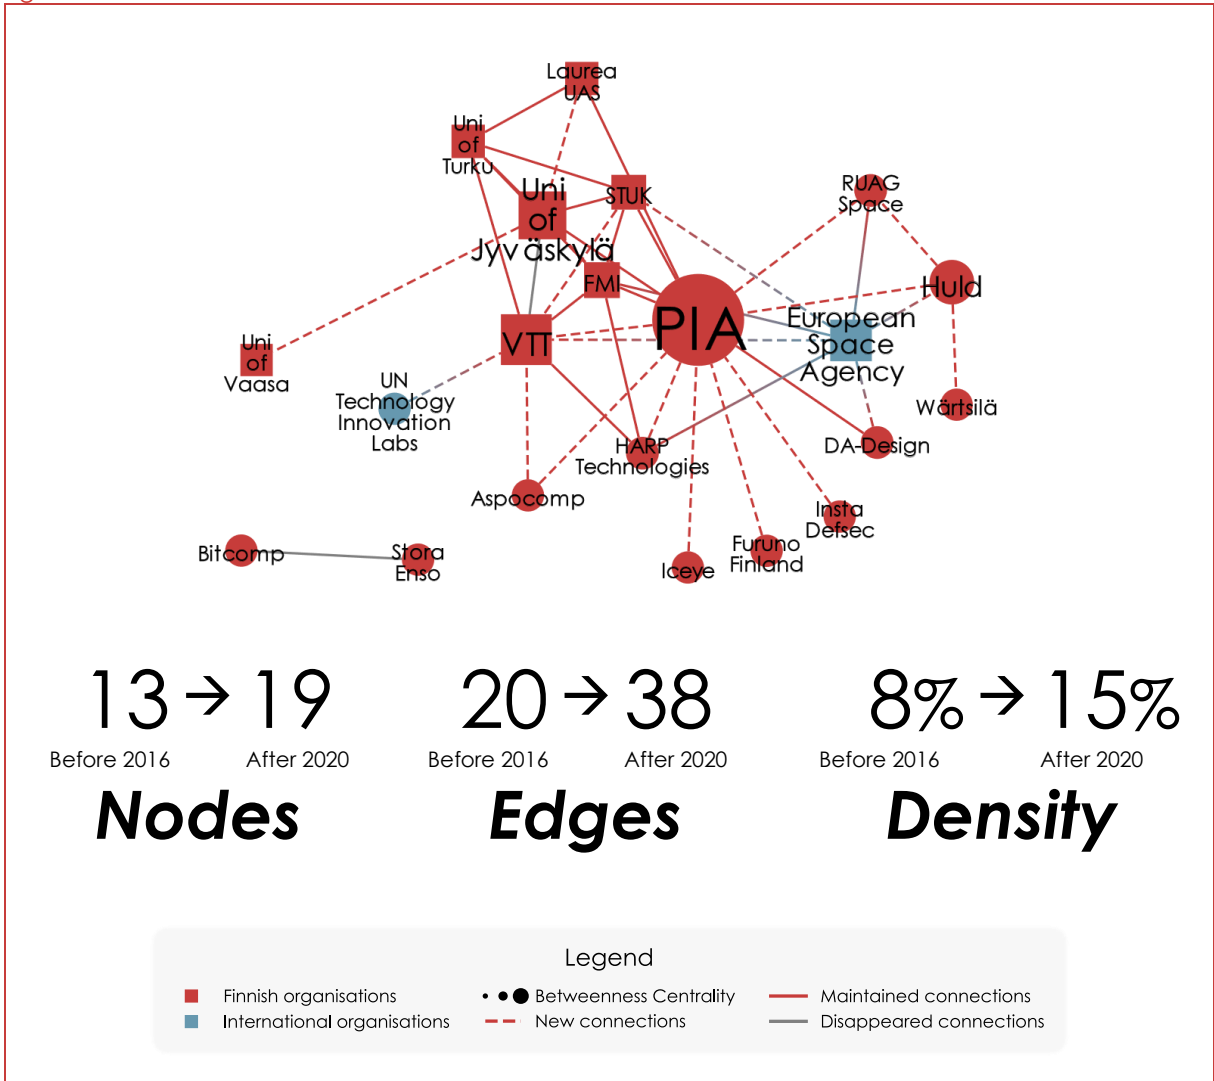 Laurea
UAS
Uni
of
Turku
Uni
of
Jyväskylä
STUK
RUAG
Space
FMI
Huld
PIA
European
Space
Agency
VTT
Uni
of
Vaasa
UN
Technology
Innovation
Labs
Wärtsilä
DA-Design
HARP
Technologies
Aspocomp
Insta
Defsec
Furuno
Finland
Iceye
Bitcomp
Stora
Enso
13 → 19
Before 2016 After 2020
Nodes
20 → 38
Before 2016 After 2020
Edges
8% → 15%
Before 2016 After 2020
Density
Legend
Finnish organisations
International organisations
Betweenness Centrality
New connections
Maintained connections
Disappeared connections